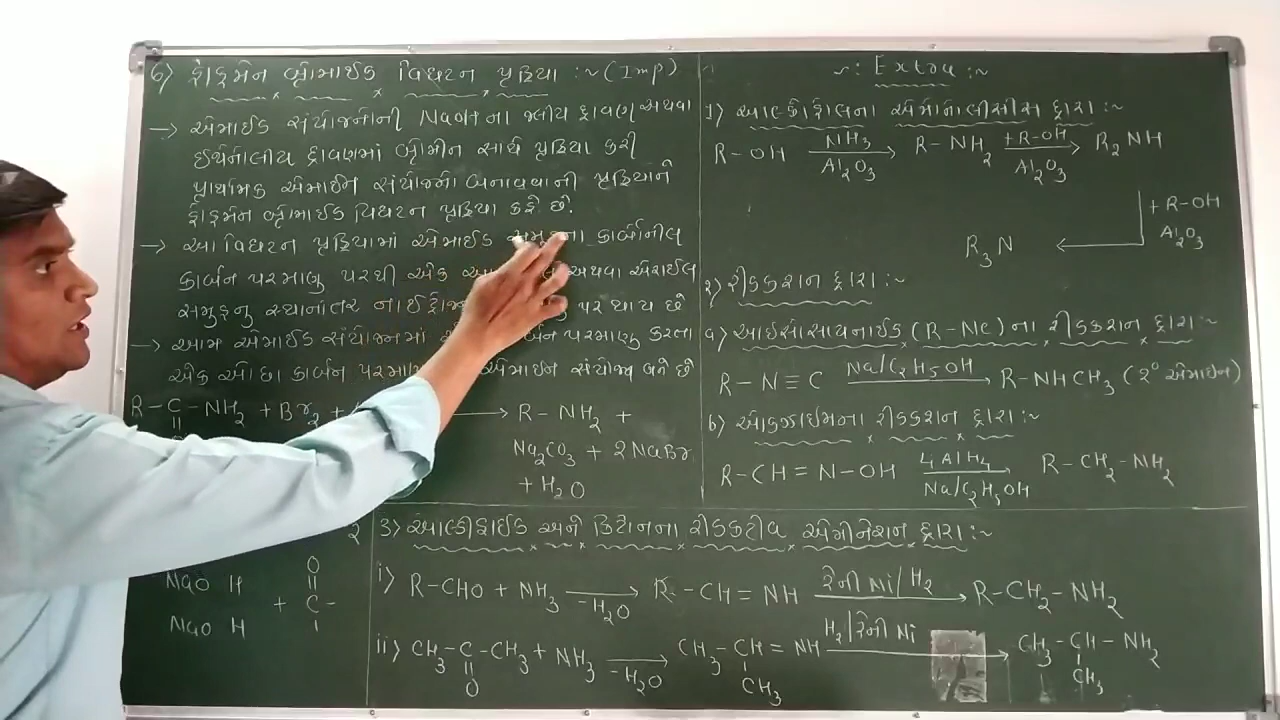 6) હોફમેન બ્રોમાઈડ વિઘટન પ્રક્રિયા :~ (Imp)
→ એમાઈડ સંયોજનોની NaOH ના જલીય દ્રાવણ અથવા
ઈથેનોલીય દ્રાવણમાં બ્રોમીન સાથે પ્રક્રિયા કરી
પ્રાથમિક એમાઈન સંયોજનો બનાવવાની પ્રક્રિયાને
હોફમેન બ્રોમાઈડ વિઘટન પ્રક્રિયા કહે છે.
→ આ વિઘટન પ્રક્રિયામાં એમાઈડ સમુહના કાર્બોનીલ
કાર્બન પરમાણુ પરથી એક અથવા એરાઈલ
સમુહનુ સ્થાનાંતર પર થાય છે
→ આમ એમાઈડ સંયોજનમાં પરમાણુ કરતા
એક ઓછા કાર્બન એમાઈન સંયોજન બને છે
R-C-NH2 + Br2 + → R-NH2 +
Na2CO3 + 2NaBr
+ H2O
NaO H
NaO H
O
+ C-
~: Extra :~
1) આલ્કોહોલના એમોનોલીસીસ દ્વારા :~
R-OH NH3 / Al2O3 → R-NH2 +R-OH / Al2O3 → R2NH
+R-OH
Al2O3
R3N ←
2) રીડક્શન દ્વારા :~
a) આઇસોસાયનાઈડ (R-NC) ના રીડક્શન દ્વારા :~
R-N≡C Na/C2H5OH → R-NHCH3 (2° એમાઇન)
b) ઓક્ઝાઇમના રીડક્શન દ્વારા :~
R-CH=N-OH LiAlH4 / Na/C2H5OH → R-CH2-NH2
3) આલ્ડીહાઈડ અને કિટોનના રીડક્ટીવ એમીનેશન દ્વારા :~
i) R-CHO + NH3 → -H2O R-CH=NH રેની Ni/H2 → R-CH2-NH2
ii) CH3-C-CH3 + NH3 → -H2O CH3-CH=NH H2/રેની Ni → CH3-CH-NH2
O CH3 CH3